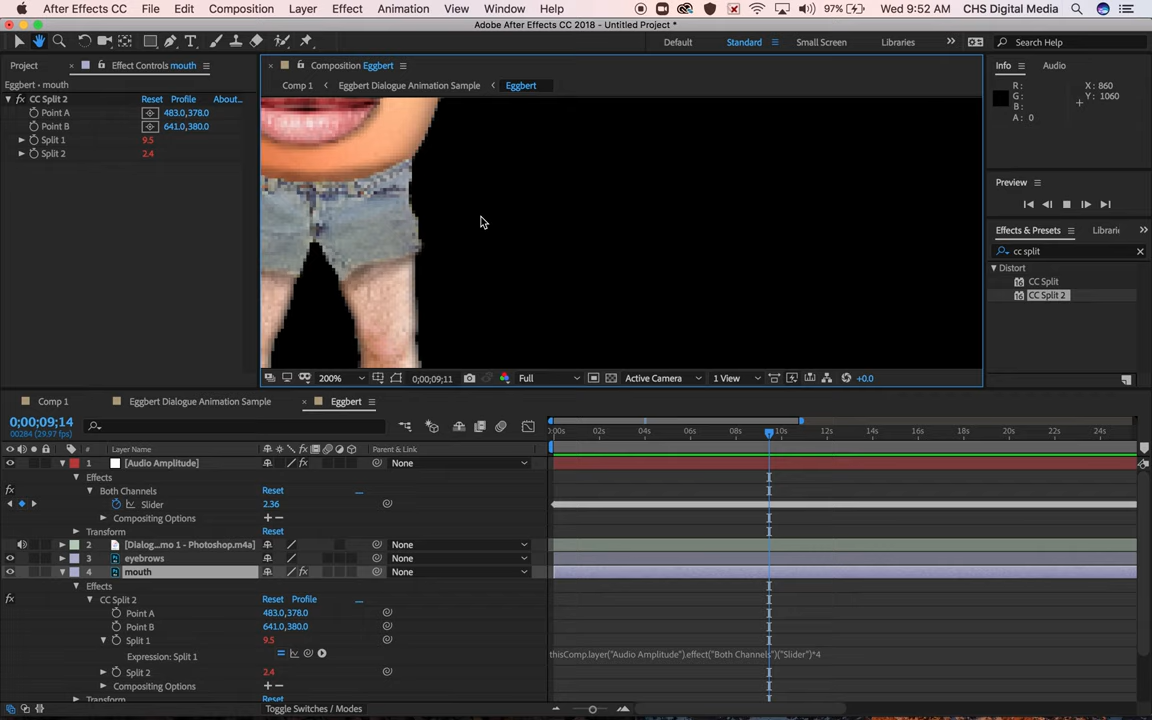 After Effects CC File Edit Composition Layer Effect Animation View Window Help 97% Wed 9:52 AM CHS Digital Media
Adobe After Effects CC 2018 - Untitled Project *
Default Standard Small Screen Libraries Search Help
Project Effect Controls mouth
Composition Eggbert
Info Audio
Eggbert • mouth
Comp 1 Eggbert Dialogue Animation Sample Eggbert
R: X: 860
G: Y: 1060
B:
A: 0
fx CC Split 2 Reset Profile About...
Point A 483.0,378.0
Point B 641.0,380.0
Split 1 9.5
Split 2 2.4
Preview
Effects & Presets Librari
cc split
Distort
CC Split
CC Split 2
200% 0;00;09;11 Full Active Camera 1 View +0.0
Comp 1 Eggbert Dialogue Animation Sample Eggbert
0;00;09;14
00284 (29.97 fps)
:00s 02s 04s 06s 08s 10s 12s 14s 16s 18s 20s 22s 24s
# Layer Name Parent & Link
1 [Audio Amplitude] fx None
Effects
fx Both Channels Reset
Slider 2.36
Compositing Options +−
Transform Reset
2 [Dialog...mo 1 - Photoshop.m4a] None
3 eyebrows None
4 mouth fx None
Effects
fx CC Split 2 Reset Profile
Point A 483.0,378.0
Point B 641.0,380.0
Split 1 9.5
Expression: Split 1 thisComp.layer("Audio Amplitude").effect("Both Channels")("Slider")*4
Split 2 2.4
Compositing Options +−
Transform Reset
Toggle Switches / Modes